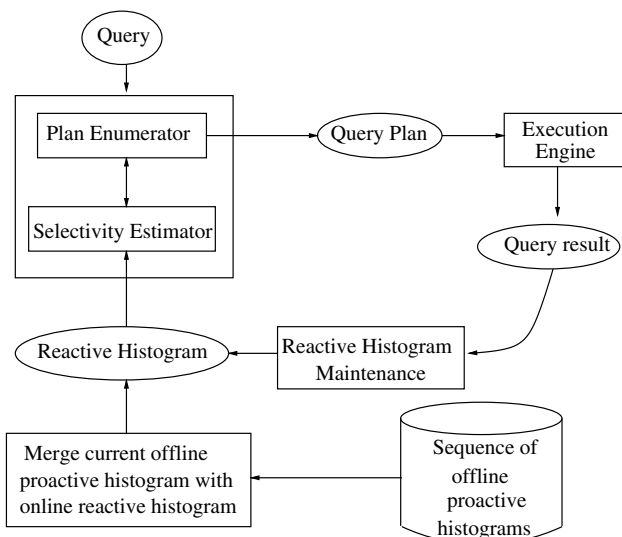 Query
Plan Enumerator
Query Plan
Execution
Engine
Selectivity Estimator
Query result
Reactive Histogram
Reactive Histogram
Maintenance
Merge current offline
proactive histogram with
online reactive histogram
Sequence of
offline
proactive
histograms